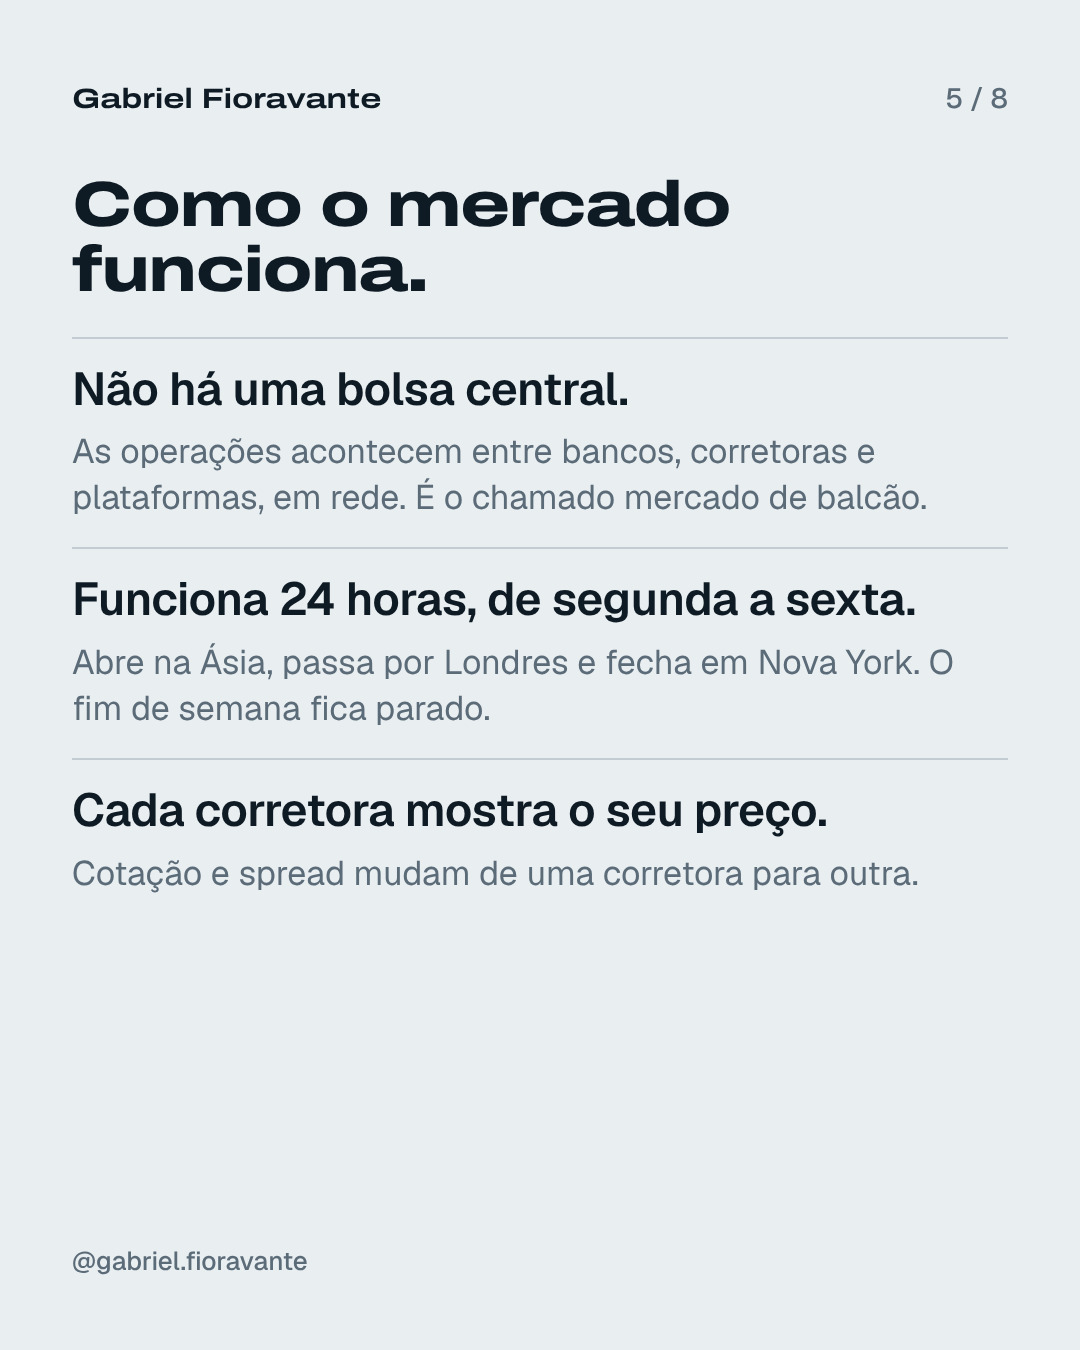 Gabriel Fioravante
5 / 8
Como o mercado
funciona.
Não há uma bolsa central.
As operações acontecem entre bancos, corretoras e
plataformas, em rede. É o chamado mercado de balcão.
Funciona 24 horas, de segunda a sexta.
Abre na Ásia, passa por Londres e fecha em Nova York. O
fim de semana fica parado.
Cada corretora mostra o seu preço.
Cotação e spread mudam de uma corretora para outra.
@gabriel.fioravante